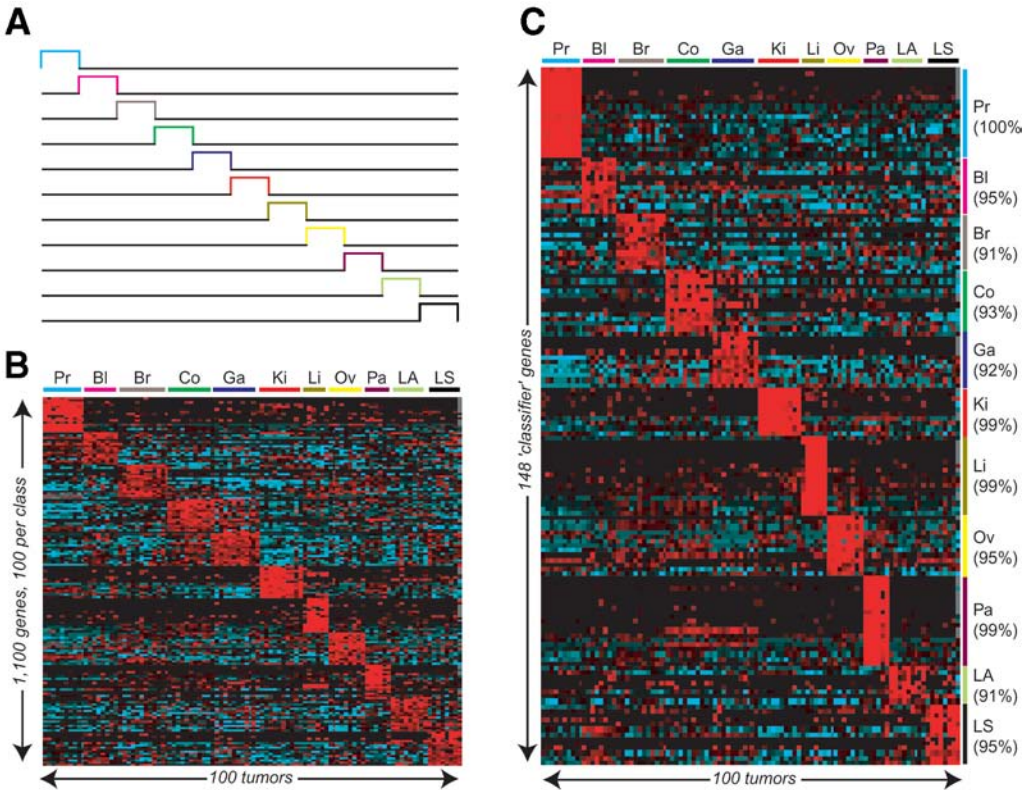 A
B
Pr Bl Br Co Ga Ki Li Ov Pa LA LS
1,100 genes, 100 per class
100 tumors
C
Pr Bl Br Co Ga Ki Li Ov Pa LA LS
148 'classifier' genes
Pr
(100%
Bl
(95%)
Br
(91%)
Co
(93%)
Ga
(92%)
Ki
(99%)
Li
(99%)
Ov
(95%)
Pa
(99%)
LA
(91%)
LS
(95%)
100 tumors